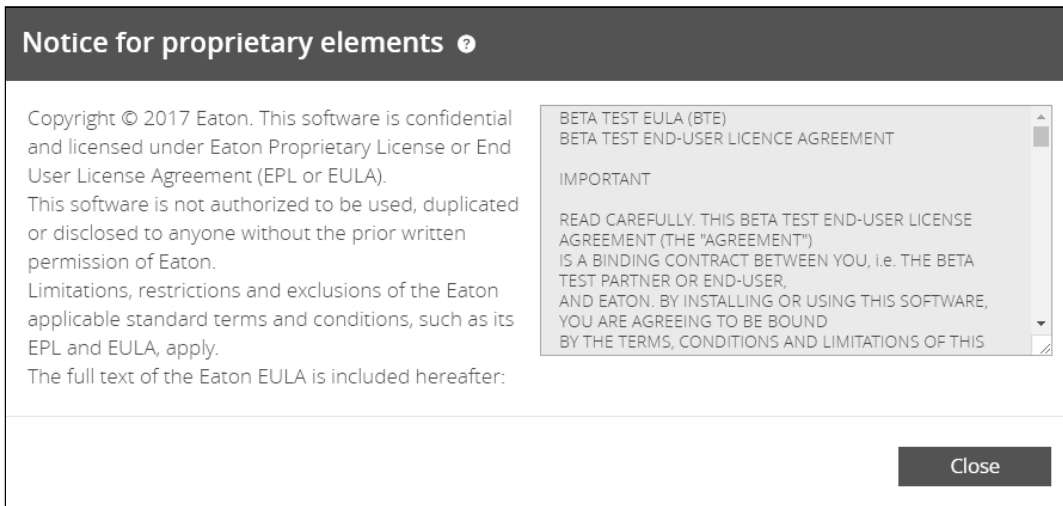 Notice for proprietary elements ?
Copyright © 2017 Eaton. This software is confidential
and licensed under Eaton Proprietary License or End
User License Agreement (EPL or EULA).
This software is not authorized to be used, duplicated
or disclosed to anyone without the prior written
permission of Eaton.
Limitations, restrictions and exclusions of the Eaton
applicable standard terms and conditions, such as its
EPL and EULA, apply.
The full text of the Eaton EULA is included hereafter:
BETA TEST EULA (BTE)
BETA TEST END-USER LICENCE AGREEMENT
IMPORTANT
READ CAREFULLY. THIS BETA TEST END-USER LICENSE
AGREEMENT (THE "AGREEMENT")
IS A BINDING CONTRACT BETWEEN YOU, i.e. THE BETA
TEST PARTNER OR END-USER,
AND EATON. BY INSTALLING OR USING THIS SOFTWARE,
YOU ARE AGREEING TO BE BOUND
BY THE TERMS, CONDITIONS AND LIMITATIONS OF THIS
Close